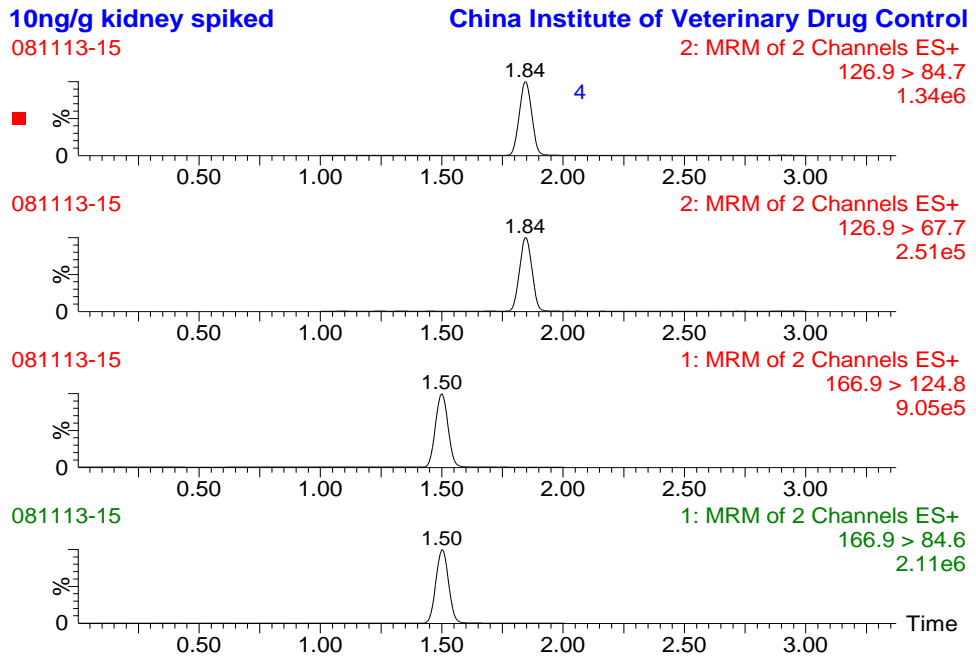 10ng/g kidney spiked China Institute of Veterinary Drug Control
081113-15 2: MRM of 2 Channels ES+
126.9 > 84.7
1.34e6
1.84
4
%
0
0.50 1.00 1.50 2.00 2.50 3.00
081113-15 2: MRM of 2 Channels ES+
126.9 > 67.7
2.51e5
1.84
%
0
0.50 1.00 1.50 2.00 2.50 3.00
081113-15 1: MRM of 2 Channels ES+
166.9 > 124.8
9.05e5
1.50
%
0
0.50 1.00 1.50 2.00 2.50 3.00
081113-15 1: MRM of 2 Channels ES+
166.9 > 84.6
2.11e6
1.50
%
0 Time
0.50 1.00 1.50 2.00 2.50 3.00